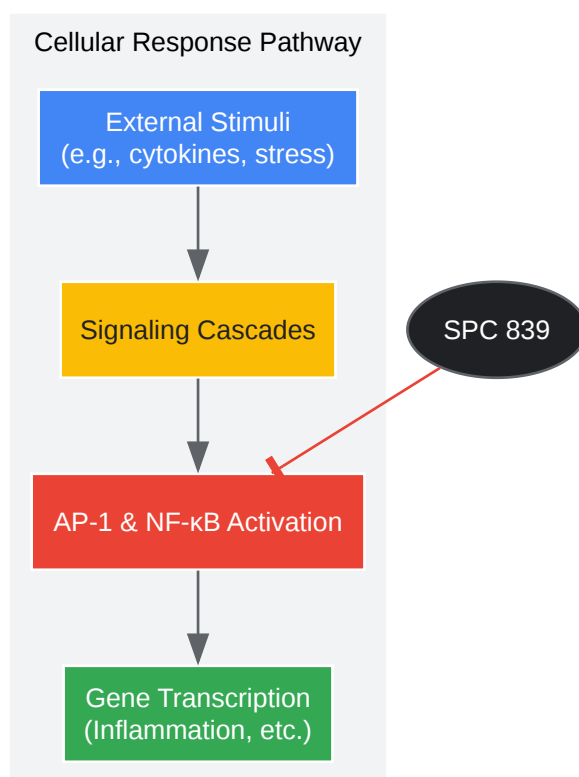 Cellular Response Pathway
External Stimuli
(e.g., cytokines, stress)
Signaling Cascades
SPC 839
AP-1 & NF-κB Activation
Gene Transcription
(Inflammation, etc.)